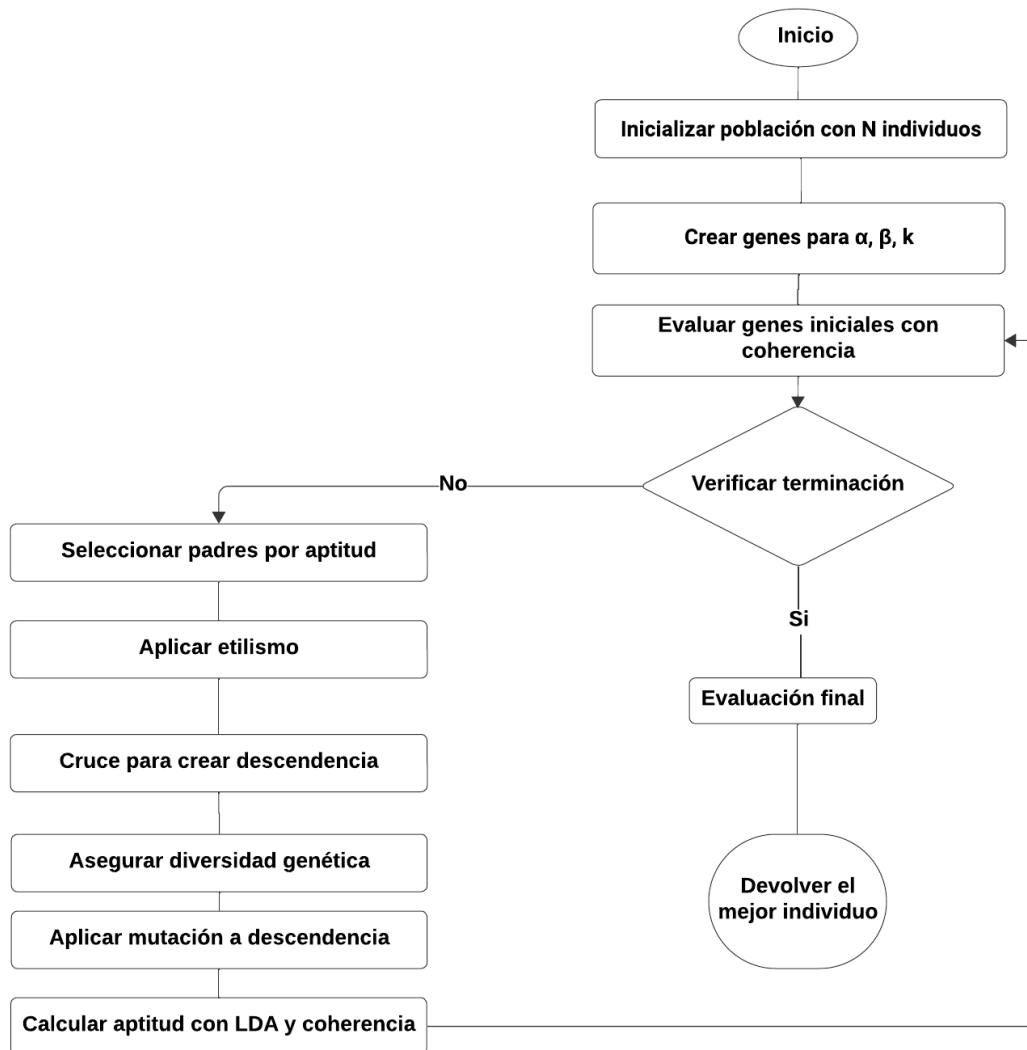 Inicio
Inicializar población con N individuos
Crear genes para α, β, k
Evaluar genes iniciales con
coherencia
Verificar terminación
No
Seleccionar padres por aptitud
Aplicar etilismo
Cruce para crear descendencia
Asegurar diversidad genética
Aplicar mutación a descendencia
Calcular aptitud con LDA y coherencia
Si
Evaluación final
Devolver el
mejor individuo